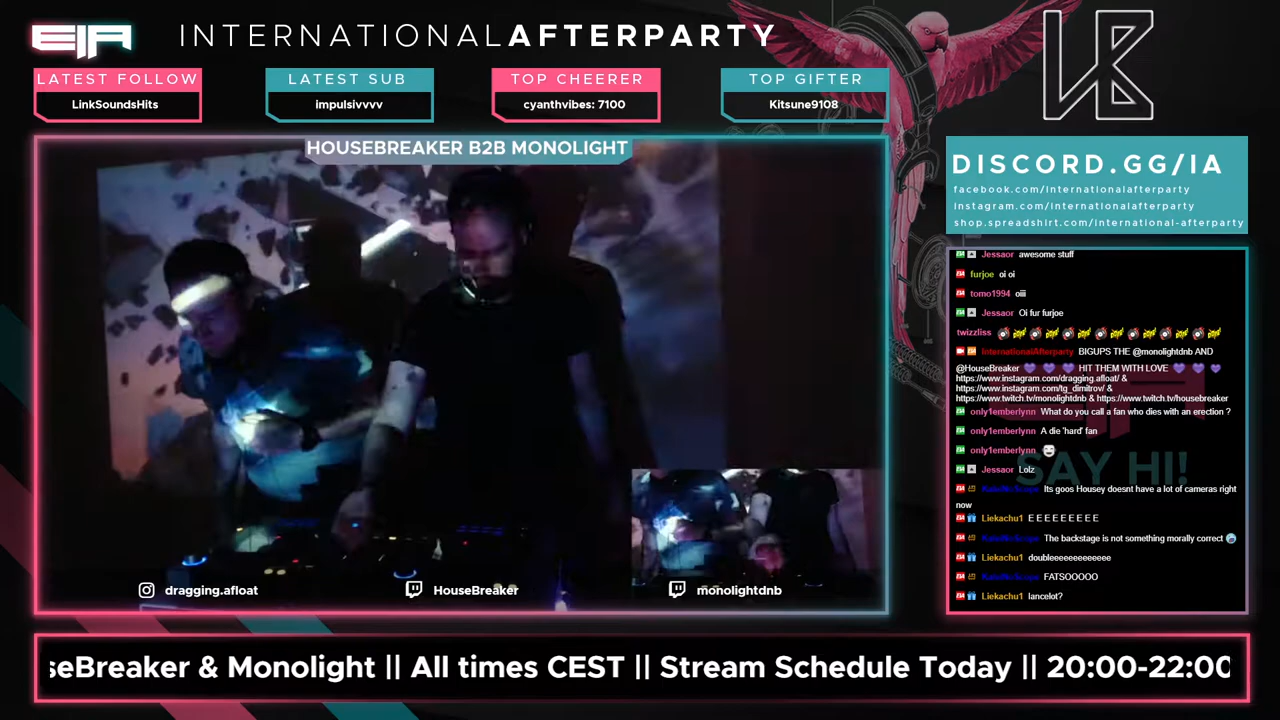 EIA
INTERNATIONALAFTERPARTY
LATEST FOLLOW
LinkSoundsHits
LATEST SUB
impulsivvvv
TOP CHEERER
cyanthvibes: 7100
TOP GIFTER
Kitsune9108
HOUSEBREAKER B2B MONOLIGHT
DISCORD.GG/IA
facebook.com/internationalafterparty
instagram.com/internationalafterparty
shop.spreadshirt.com/international-afterparty
Jessaor awesome stuff
furjoe oi oi
tomo1994 oiii
Jessaor Oi fur furjoe
twizzliss
InternationalAfterparty BIGUPS THE @monolightdnb AND
@HouseBreaker 💜 💜 💜 HIT THEM WITH LOVE 💜 💜 💜
https://www.instagram.com/dragging.afloat/ &
https://www.instagram.com/tg_dimitrov/ &
https://www.twitch.tv/monolightdnb & https://www.twitch.tv/housebreaker
only1emberlynn What do you call a fan who dies with an erection ?
only1emberlynn A die 'hard' fan
only1emberlynn
Jessaor Lolz
SAY HI!
Its goos Housey doesnt have a lot of cameras right
now
Liekachu1 E E E E E E E E E
The backstage is not something morally correct
Liekachu1 doubleeeeeeeeeeeee
FATSOOOOO
Liekachu1 lancelot?
dragging.afloat
HouseBreaker
monolightdnb
seBreaker & Monolight || All times CEST || Stream Schedule Today || 20:00-22:00